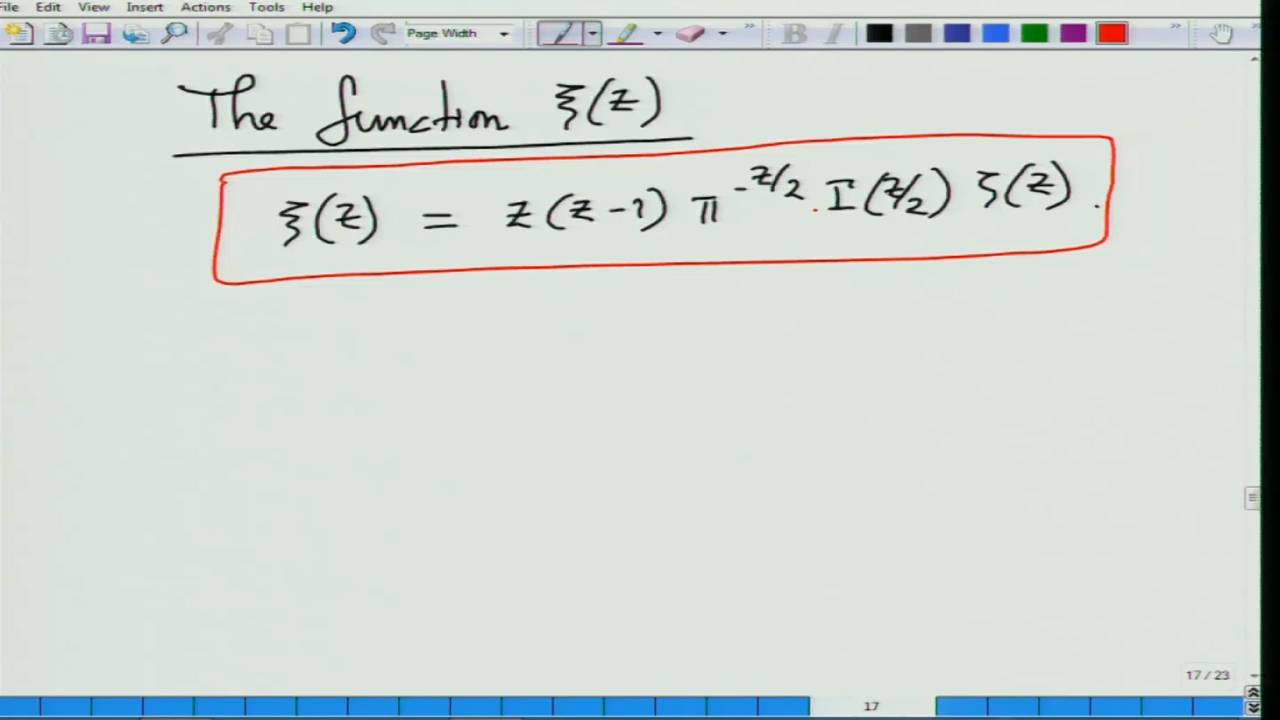 File Edit View Insert Actions Tools Help
Page Width B I
The function ξ(z)
ξ(z) = z(z-1) π^{-z/2} . Γ(z/2) ζ(z) .
17 / 23
17